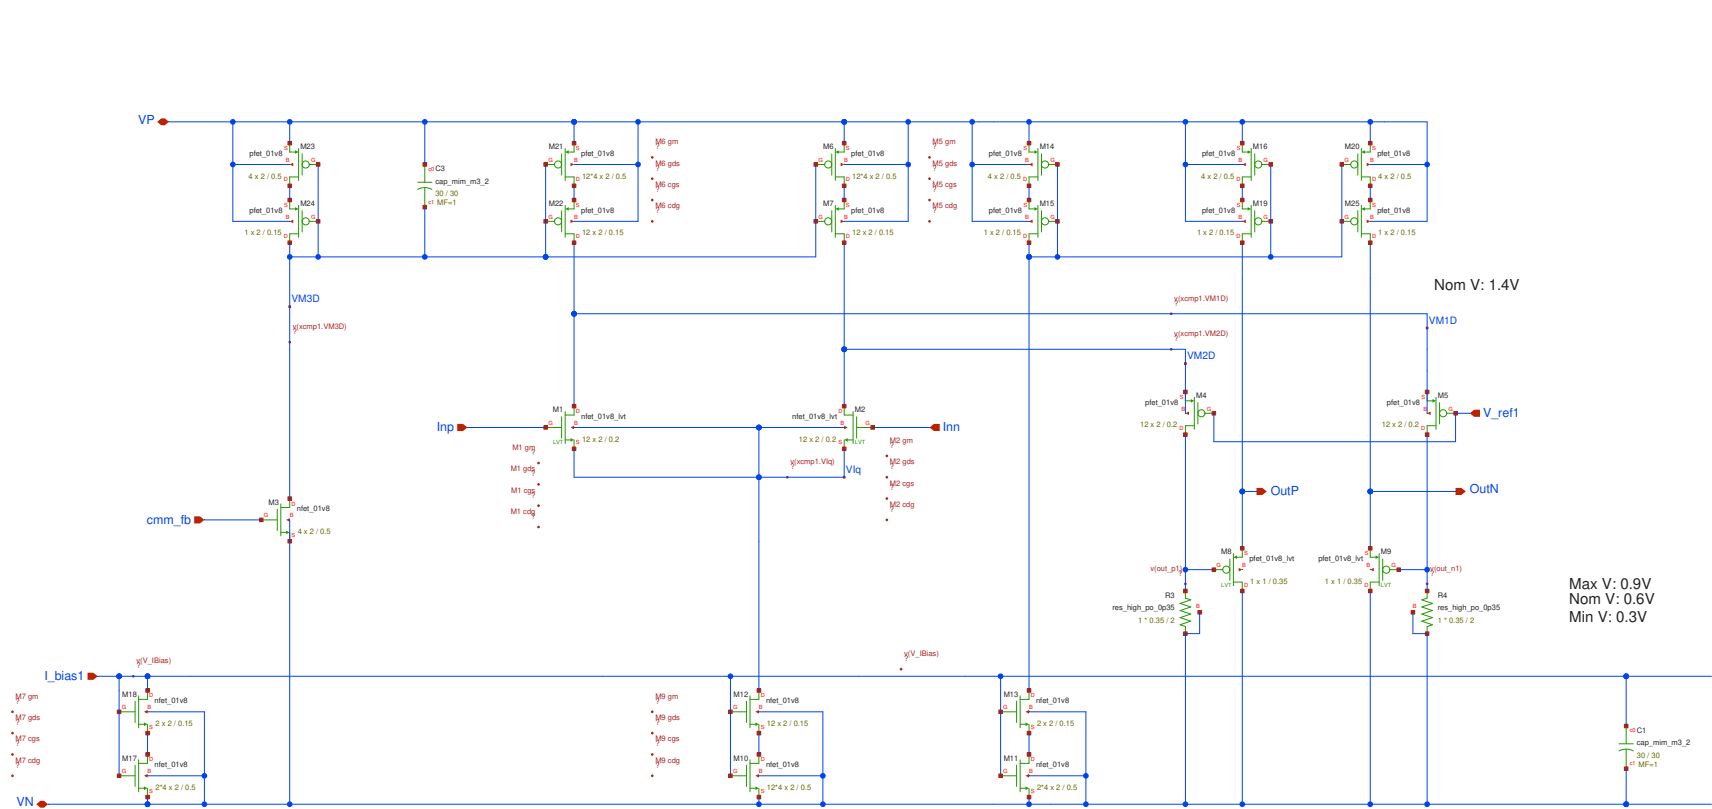 VP
M23
pfet_01v8
4 x 2 / 0.5
M24
pfet_01v8
1 x 2 / 0.15
C3
cap_mim_m3_2
30 / 30
MF=1
M21
pfet_01v8
12*4 x 2 / 0.5
M22
pfet_01v8
12 x 2 / 0.15
M6 gm
M6 gds
M6 cgs
M6 cdg
M6
pfet_01v8
12*4 x 2 / 0.5
M7
pfet_01v8
12 x 2 / 0.15
M5 gm
M5 gds
M5 cgs
M5 cdg
M14
pfet_01v8
4 x 2 / 0.5
M15
pfet_01v8
1 x 2 / 0.15
M16
pfet_01v8
4 x 2 / 0.5
M19
pfet_01v8
1 x 2 / 0.15
M20
pfet_01v8
4 x 2 / 0.5
M25
pfet_01v8
1 x 2 / 0.15
Nom V: 1.4V
VM3D
v(xcmp1.VM3D)
v(xcmp1.VM1D)
VM1D
v(xcmp1.VM2D)
VM2D
M1
nfet_01v8_lvt
12 x 2 / 0.2
LVT
Inp
M1 gm
M1 gds
M1 cgs
M1 cdg
M2
nfet_01v8_lvt
12 x 2 / 0.2
LVT
Inn
v(xcmp1.VIq)
VIq
M2 gm
M2 gds
M2 cgs
M2 cdg
M4
pfet_01v8
12 x 2 / 0.2
M5
pfet_01v8
12 x 2 / 0.2
V_ref1
OutP
OutN
M3
nfet_01v8
4 x 2 / 0.5
cmm_fb
M8
pfet_01v8_lvt
1 x 1 / 0.35
LVT
v(out_p1)
M9
pfet_01v8_lvt
1 x 1 / 0.35
LVT
v(out_n1)
R3
res_high_po_0p35
1 * 0.35 / 2
R4
res_high_po_0p35
1 * 0.35 / 2
Max V: 0.9V
Nom V: 0.6V
Min V: 0.3V
v(V_IBias)
v(V_IBias)
I_bias1
M7 gm
M7 gds
M7 cgs
M7 cdg
M18
nfet_01v8
2 x 2 / 0.15
M17
nfet_01v8
2*4 x 2 / 0.5
M9 gm
M9 gds
M9 cgs
M9 cdg
M12
nfet_01v8
12 x 2 / 0.15
M10
nfet_01v8
12*4 x 2 / 0.5
M13
nfet_01v8
2 x 2 / 0.15
M11
nfet_01v8
2*4 x 2 / 0.5
C1
cap_mim_m3_2
30 / 30
MF=1
VN